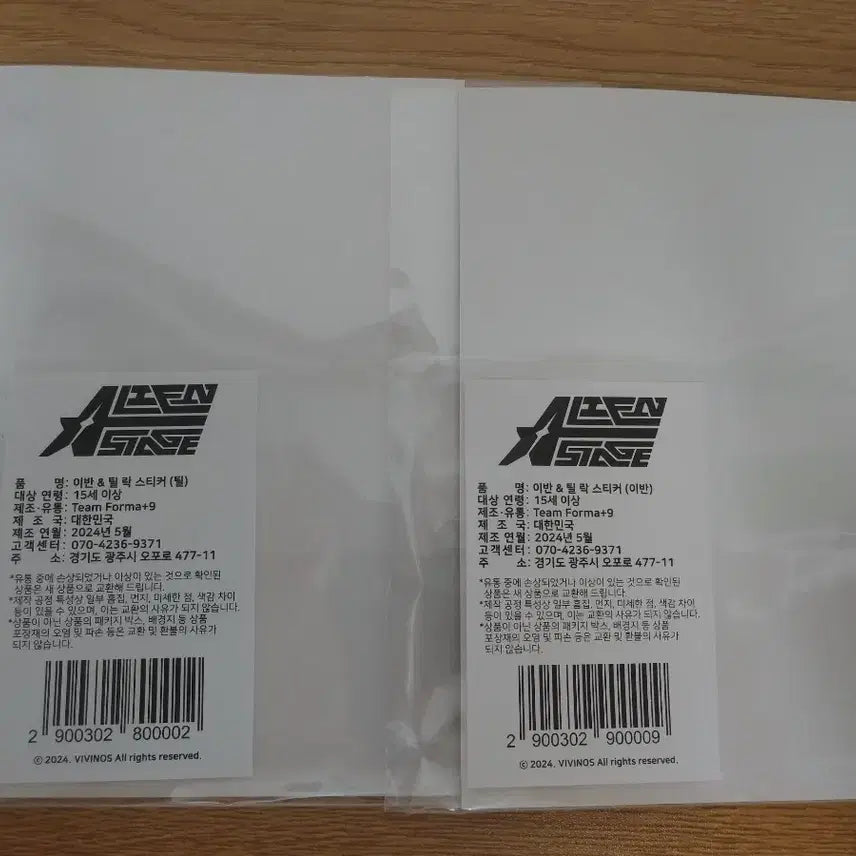 ALIEN
STAGE
품 명: 이반 & 틸 락 스티커 (틸)
대상 연령: 15세 이상
제조·유통: Team Forma+9
제 조 국: 대한민국
제조 연월: 2024년 5월
고객센터: 070-4236-9371
주 소: 경기도 광주시 오포로 477-11
*유통 중에 손상되었거나 이상이 있는 것으로 확인된
상품은 새 상품으로 교환해 드립니다.
*제작 공정 특성상 일부 흠집, 먼지, 미세한 점, 색감 차이
등이 있을 수 있으며, 이는 교환의 사유가 되지 않습니다.
*상품이 아닌 상품의 패키지 박스, 배경지 등 상품
포장재의 오염 및 파손 등은 교환 및 환불의 사유가
되지 않습니다.
2 900302 800002
© 2024. VIVINOS All rights reserved.
ALIEN
STAGE
품 명: 이반 & 틸 락 스티커 (이반)
대상 연령: 15세 이상
제조·유통: Team Forma+9
제 조 국: 대한민국
제조 연월: 2024년 5월
고객센터: 070-4236-9371
주 소: 경기도 광주시 오포로 477-11
*유통 중에 손상되었거나 이상이 있는 것으로 확인된
상품은 새 상품으로 교환해 드립니다.
*제작 공정 특성상 일부 흠집, 먼지, 미세한 점, 색감 차이
등이 있을 수 있으며, 이는 교환의 사유가 되지 않습니다.
*상품이 아닌 상품의 패키지 박스, 배경지 등 상품
포장재의 오염 및 파손 등은 교환 및 환불의 사유가
되지 않습니다.
2 900302 900009
© 2024. VIVINOS All rights reserved.